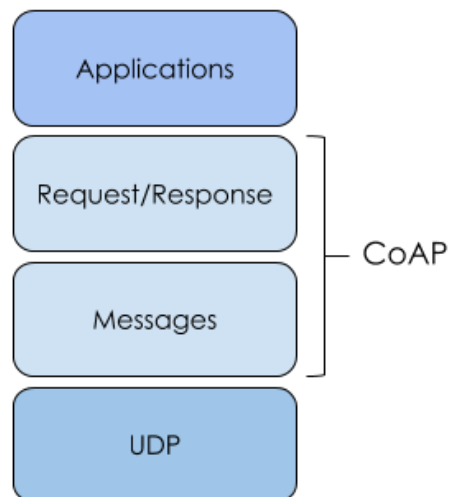 Applications
Request/Response
CoAP
Messages
UDP